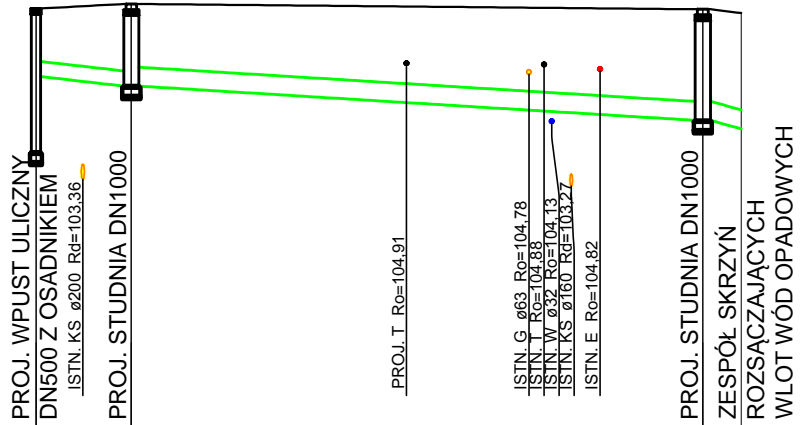 PROJ. WPUST ULICZNY
DN500 Z OSADNIKIEM
ISTN. KS ø200 Rd=103,36
PROJ. STUDNIA DN1000
PROJ. T Ro=104,91
ISTN. G ø63 Ro=104,78
ISTN. T Ro=104,88
ISTN. W ø32 Ro=104,13
ISTN. KS ø160 Rd=103,27
ISTN. E Ro=104,82
PROJ. STUDNIA DN1000
ZESPÓŁ SKRZYŃ
ROZSĄCZAJĄCYCH
WLOT WÓD OPADOWYCH